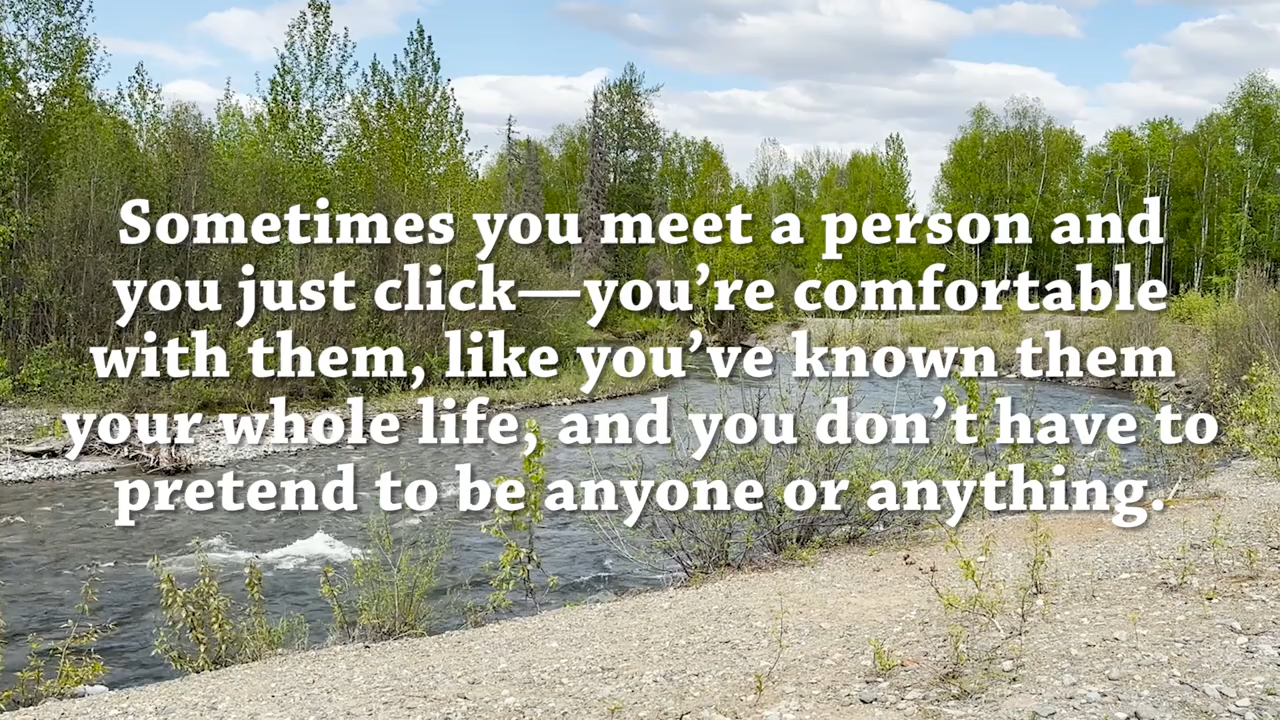 Sometimes you meet a person and
you just click—you’re comfortable
with them, like you’ve known them
your whole life, and you don’t have to
pretend to be anyone or anything.